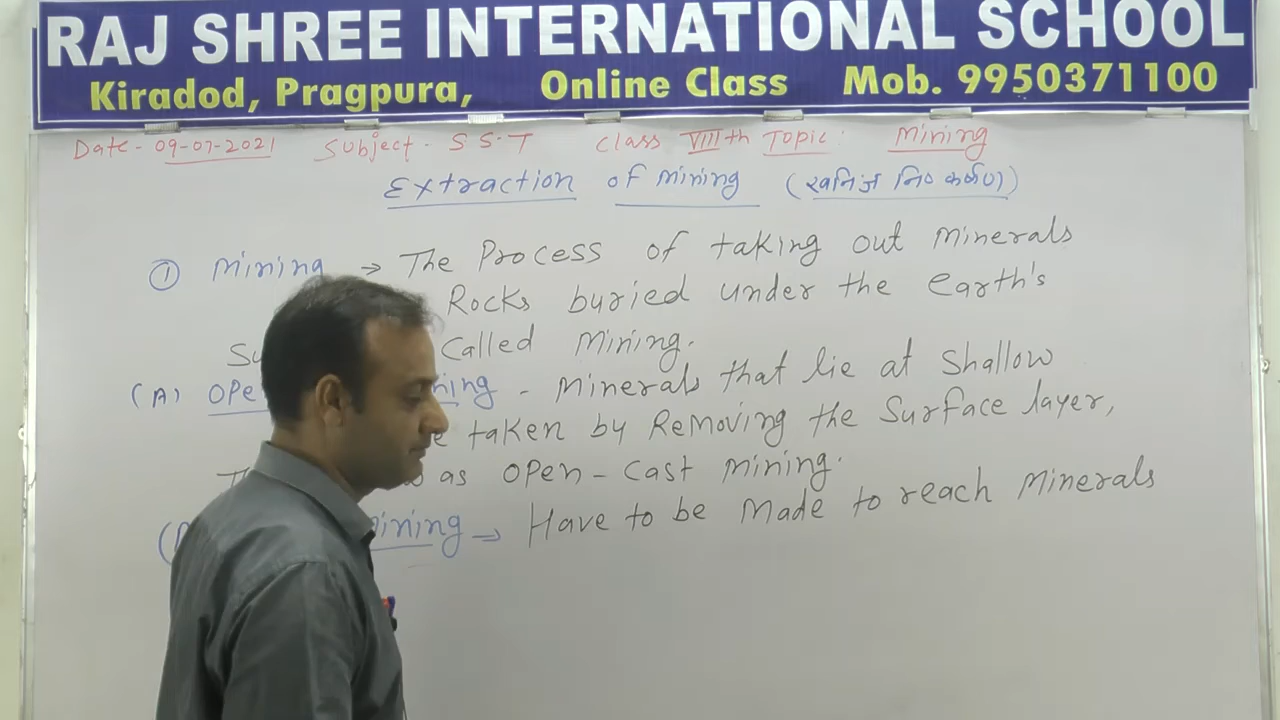 RAJ SHREE INTERNATIONAL SCHOOL
Kiradod, Pragpura, Online Class Mob. 9950371100
Date - 09-07-2021 Subject - S.S.T Class VIIIth Topic: Mining
Extraction of mining (खनिज निष्कर्षण)
① Mining → The Process of taking out Minerals
Rocks buried under the earth's
Called Mining.
(A) ning - Minerals that lie at Shallow
taken by Removing the Surface layer,
as open-cast mining.
ining → Have to be Made to reach Minerals